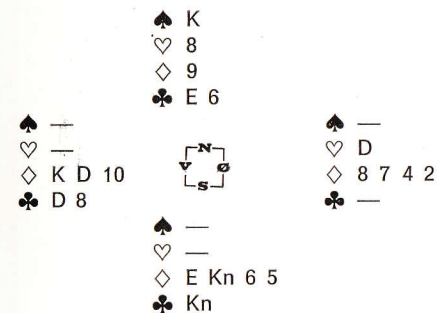 ♠ K
♡ 8
♢ 9
♣ E 6
♠ —
♡ —
♢ K D 10
♣ D 8
N
V Ø
S
♠ —
♡ D
♢ 8 7 4 2
♣ —
♠ —
♡ —
♢ E Kn 6 5
♣ Kn